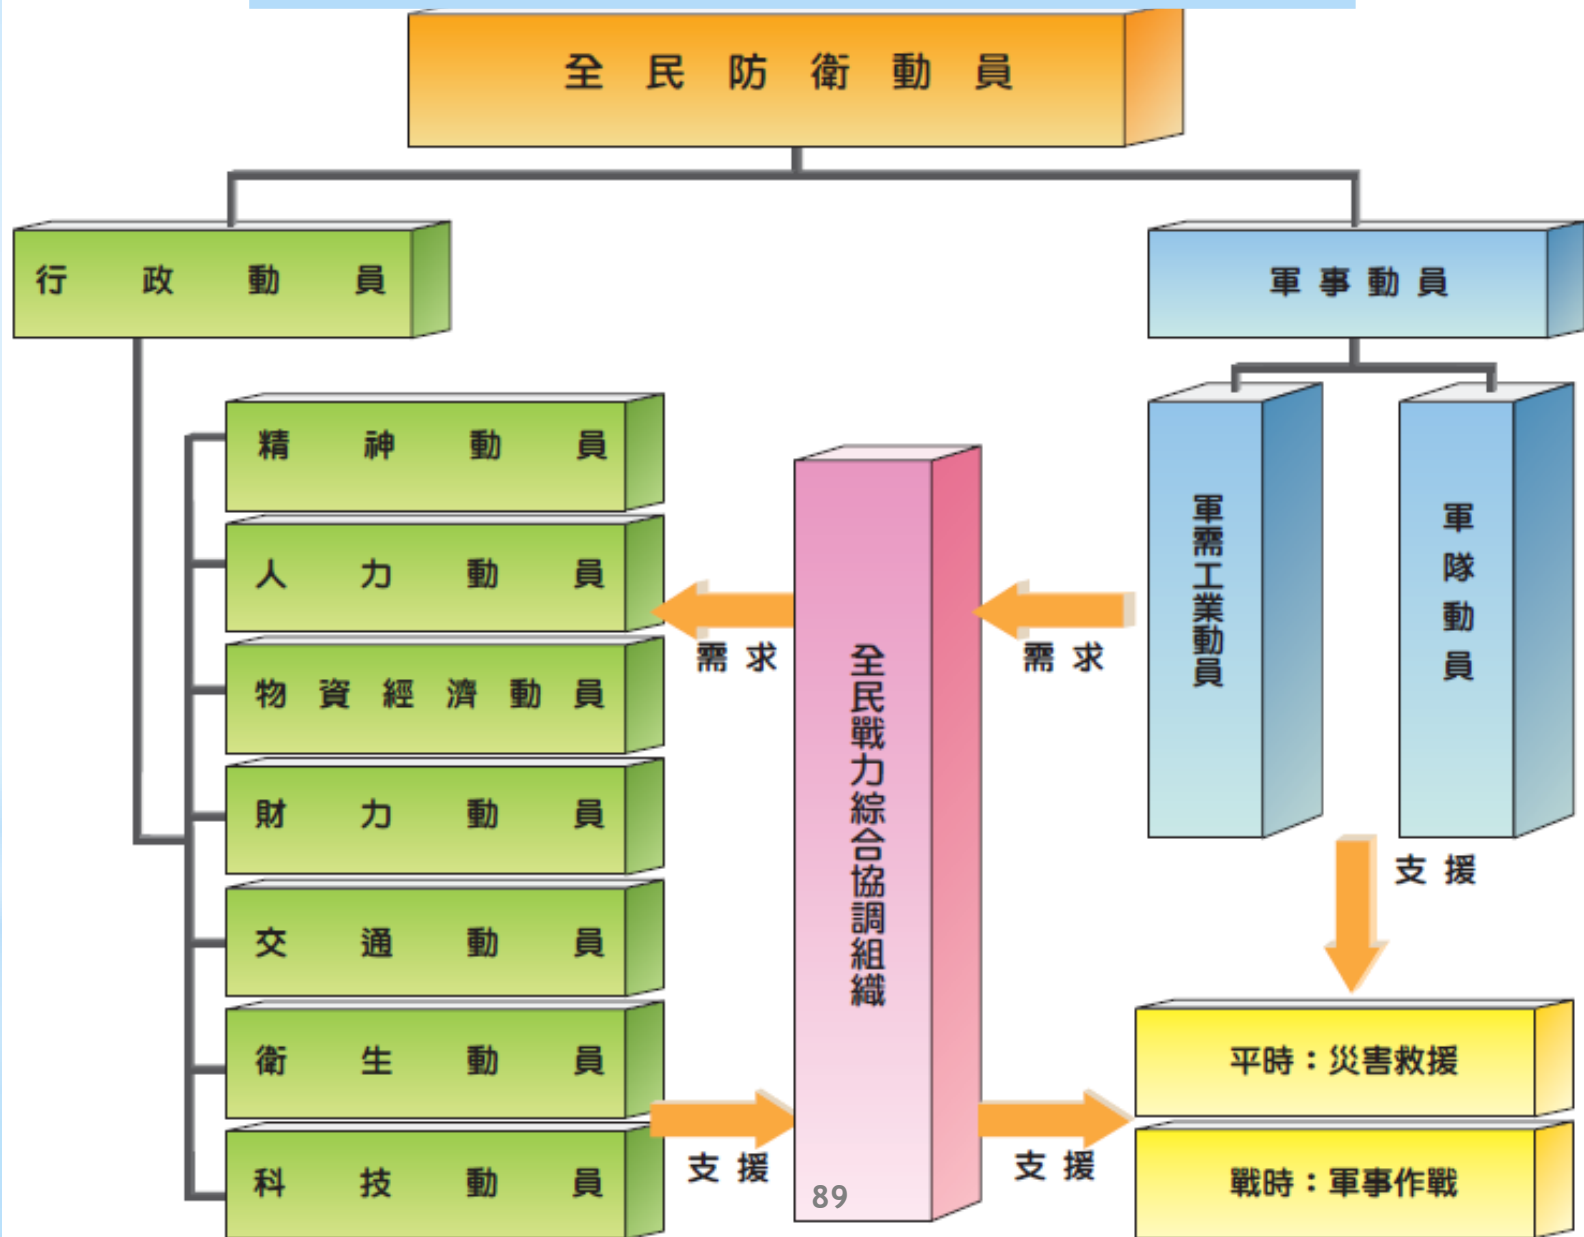 全民防衛動員
行政動員
軍事動員
精神動員
人力動員
物資經濟動員
財力動員
交通動員
衛生動員
科技動員
需求
支援
全民戰力綜合協調組織
89
需求
支援
軍需工業動員
軍隊動員
支援
平時：災害救援
戰時：軍事作戰